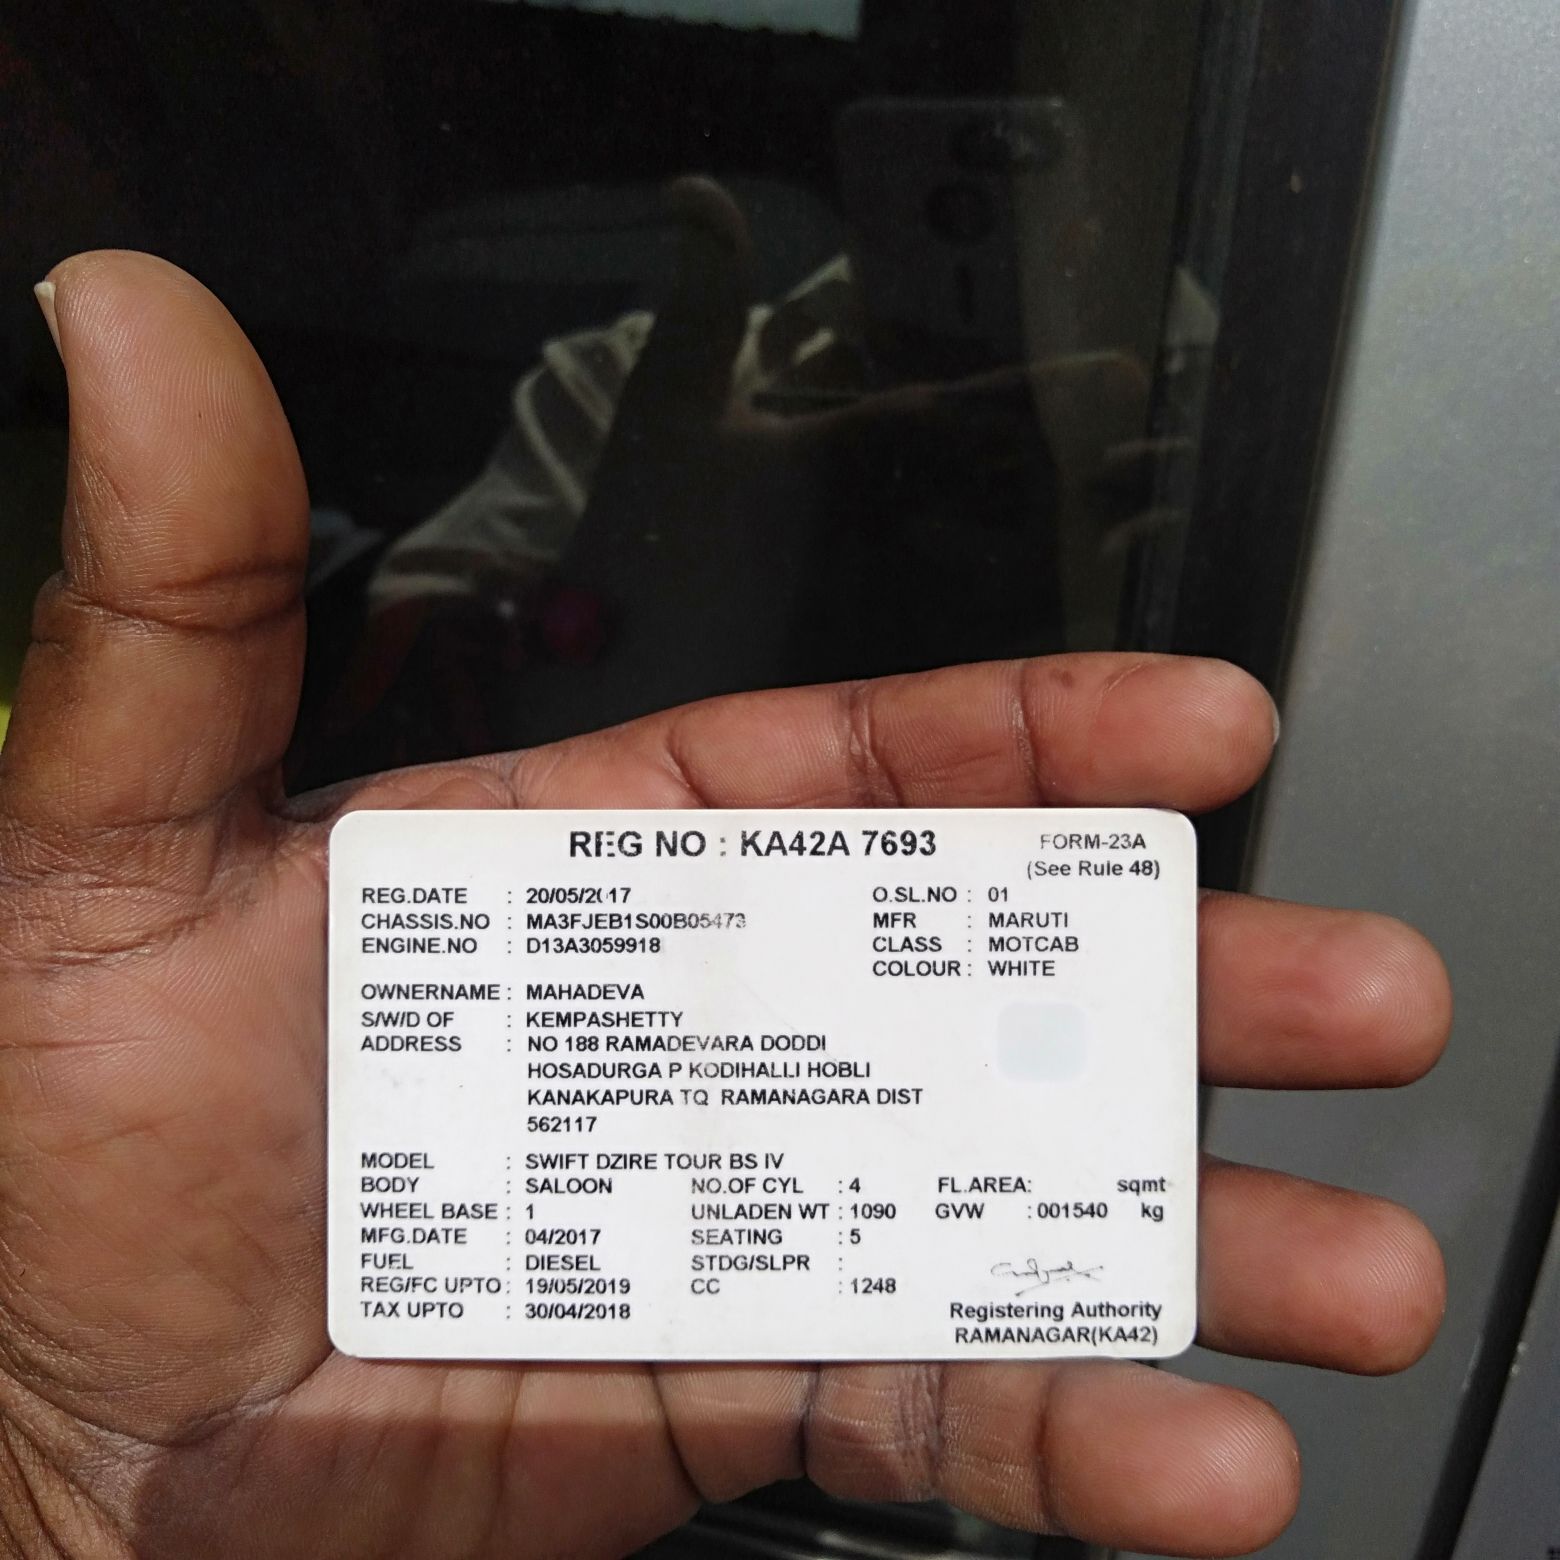 REG NO : KA42A 7693
FORM-23A
(See Rule 48)
REG.DATE : 20/05/2017
O.SL.NO : 01
CHASSIS.NO : MA3FJEB1S00B05473
MFR : MARUTI
ENGINE.NO : D13A3059918
CLASS : MOTCAB
COLOUR : WHITE
OWNERNAME : MAHADEVA
S/W/D OF : KEMPASHETTY
ADDRESS : NO 188 RAMADEVARA DODDI
HOSADURGA P KODIHALLI HOBLI
KANAKAPURA TQ RAMANAGARA DIST
562117
MODEL : SWIFT DZIRE TOUR BS IV
BODY : SALOON NO.OF CYL : 4 FL.AREA: sqmt
WHEEL BASE : 1 UNLADEN WT : 1090 GVW : 001540 kg
MFG.DATE : 04/2017 SEATING : 5
FUEL : DIESEL STDG/SLPR :
REG/FC UPTO : 19/05/2019 CC : 1248
TAX UPTO : 30/04/2018
Registering Authority
RAMANAGAR(KA42)